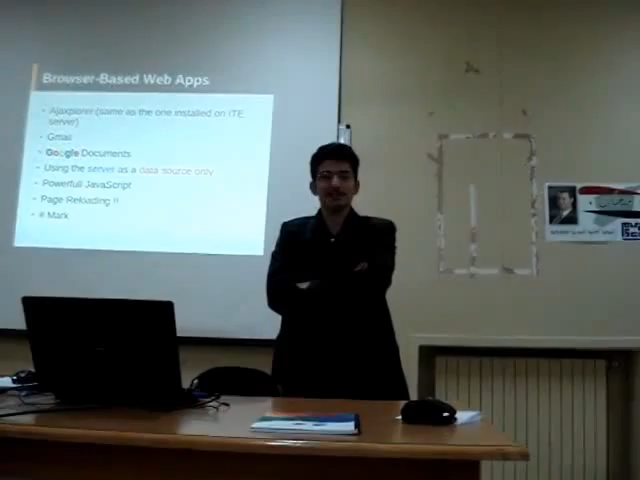 Browser-Based Web Apps
Ajaxplorer (same as the one installed on ITE
server)
Gmail
Google Documents
Using the server as a data source only
Powerfull JavaScript
Page Reloading !!
# Mark